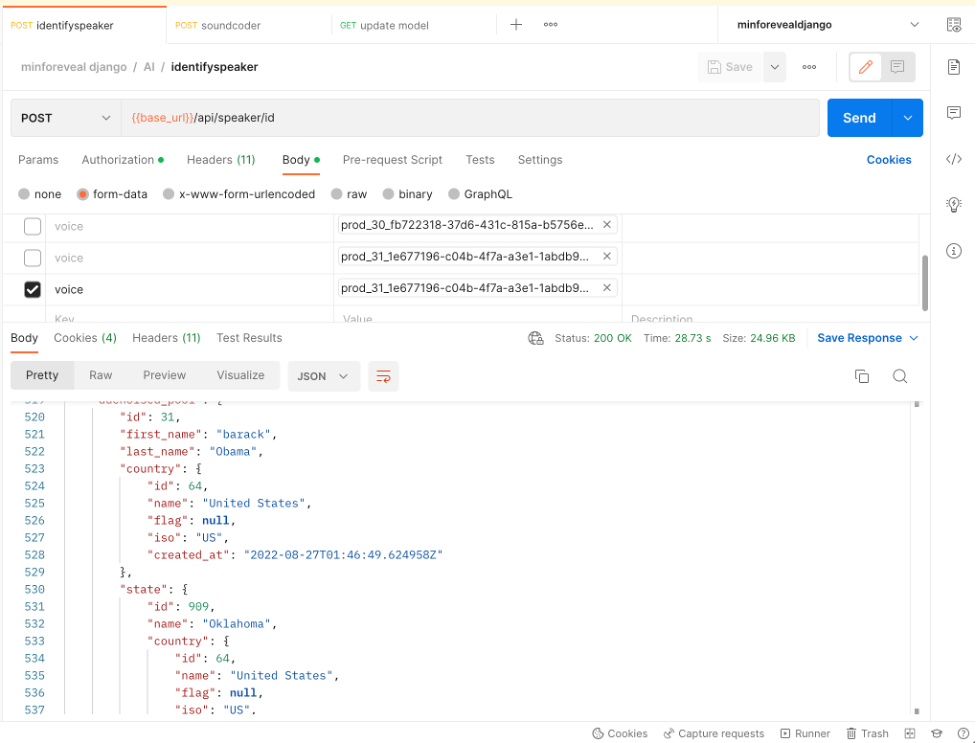 POST identifyspeaker POST soundcoder GET update model minforevealdjango
minforeveal django / AI / identifyspeaker Save
POST {{base_url}}/api/speaker/id Send
Params Authorization Headers (11) Body Pre-request Script Tests Settings Cookies
none form-data x-www-form-urlencoded raw binary GraphQL
voice prod_30_fb722318-37d6-431c-815a-b5756e...
voice prod_31_1e677196-c04b-4f7a-a3e1-1abdb9...
voice prod_31_1e677196-c04b-4f7a-a3e1-1abdb9...
Key Value Description
Body Cookies (4) Headers (11) Test Results Status: 200 OK Time: 28.73 s Size: 24.96 KB Save Response
Pretty Raw Preview Visualize JSON
520 "id": 31,
521 "first_name": "barack",
522 "last_name": "Obama",
523 "country": {
524 "id": 64,
525 "name": "United States",
526 "flag": null,
527 "iso": "US",
528 "created_at": "2022-08-27T01:46:49.624958Z"
529 },
530 "state": {
531 "id": 909,
532 "name": "Oklahoma",
533 "country": {
534 "id": 64,
535 "name": "United States",
536 "flag": null,
537 "iso": "US",
Cookies Capture requests Runner Trash